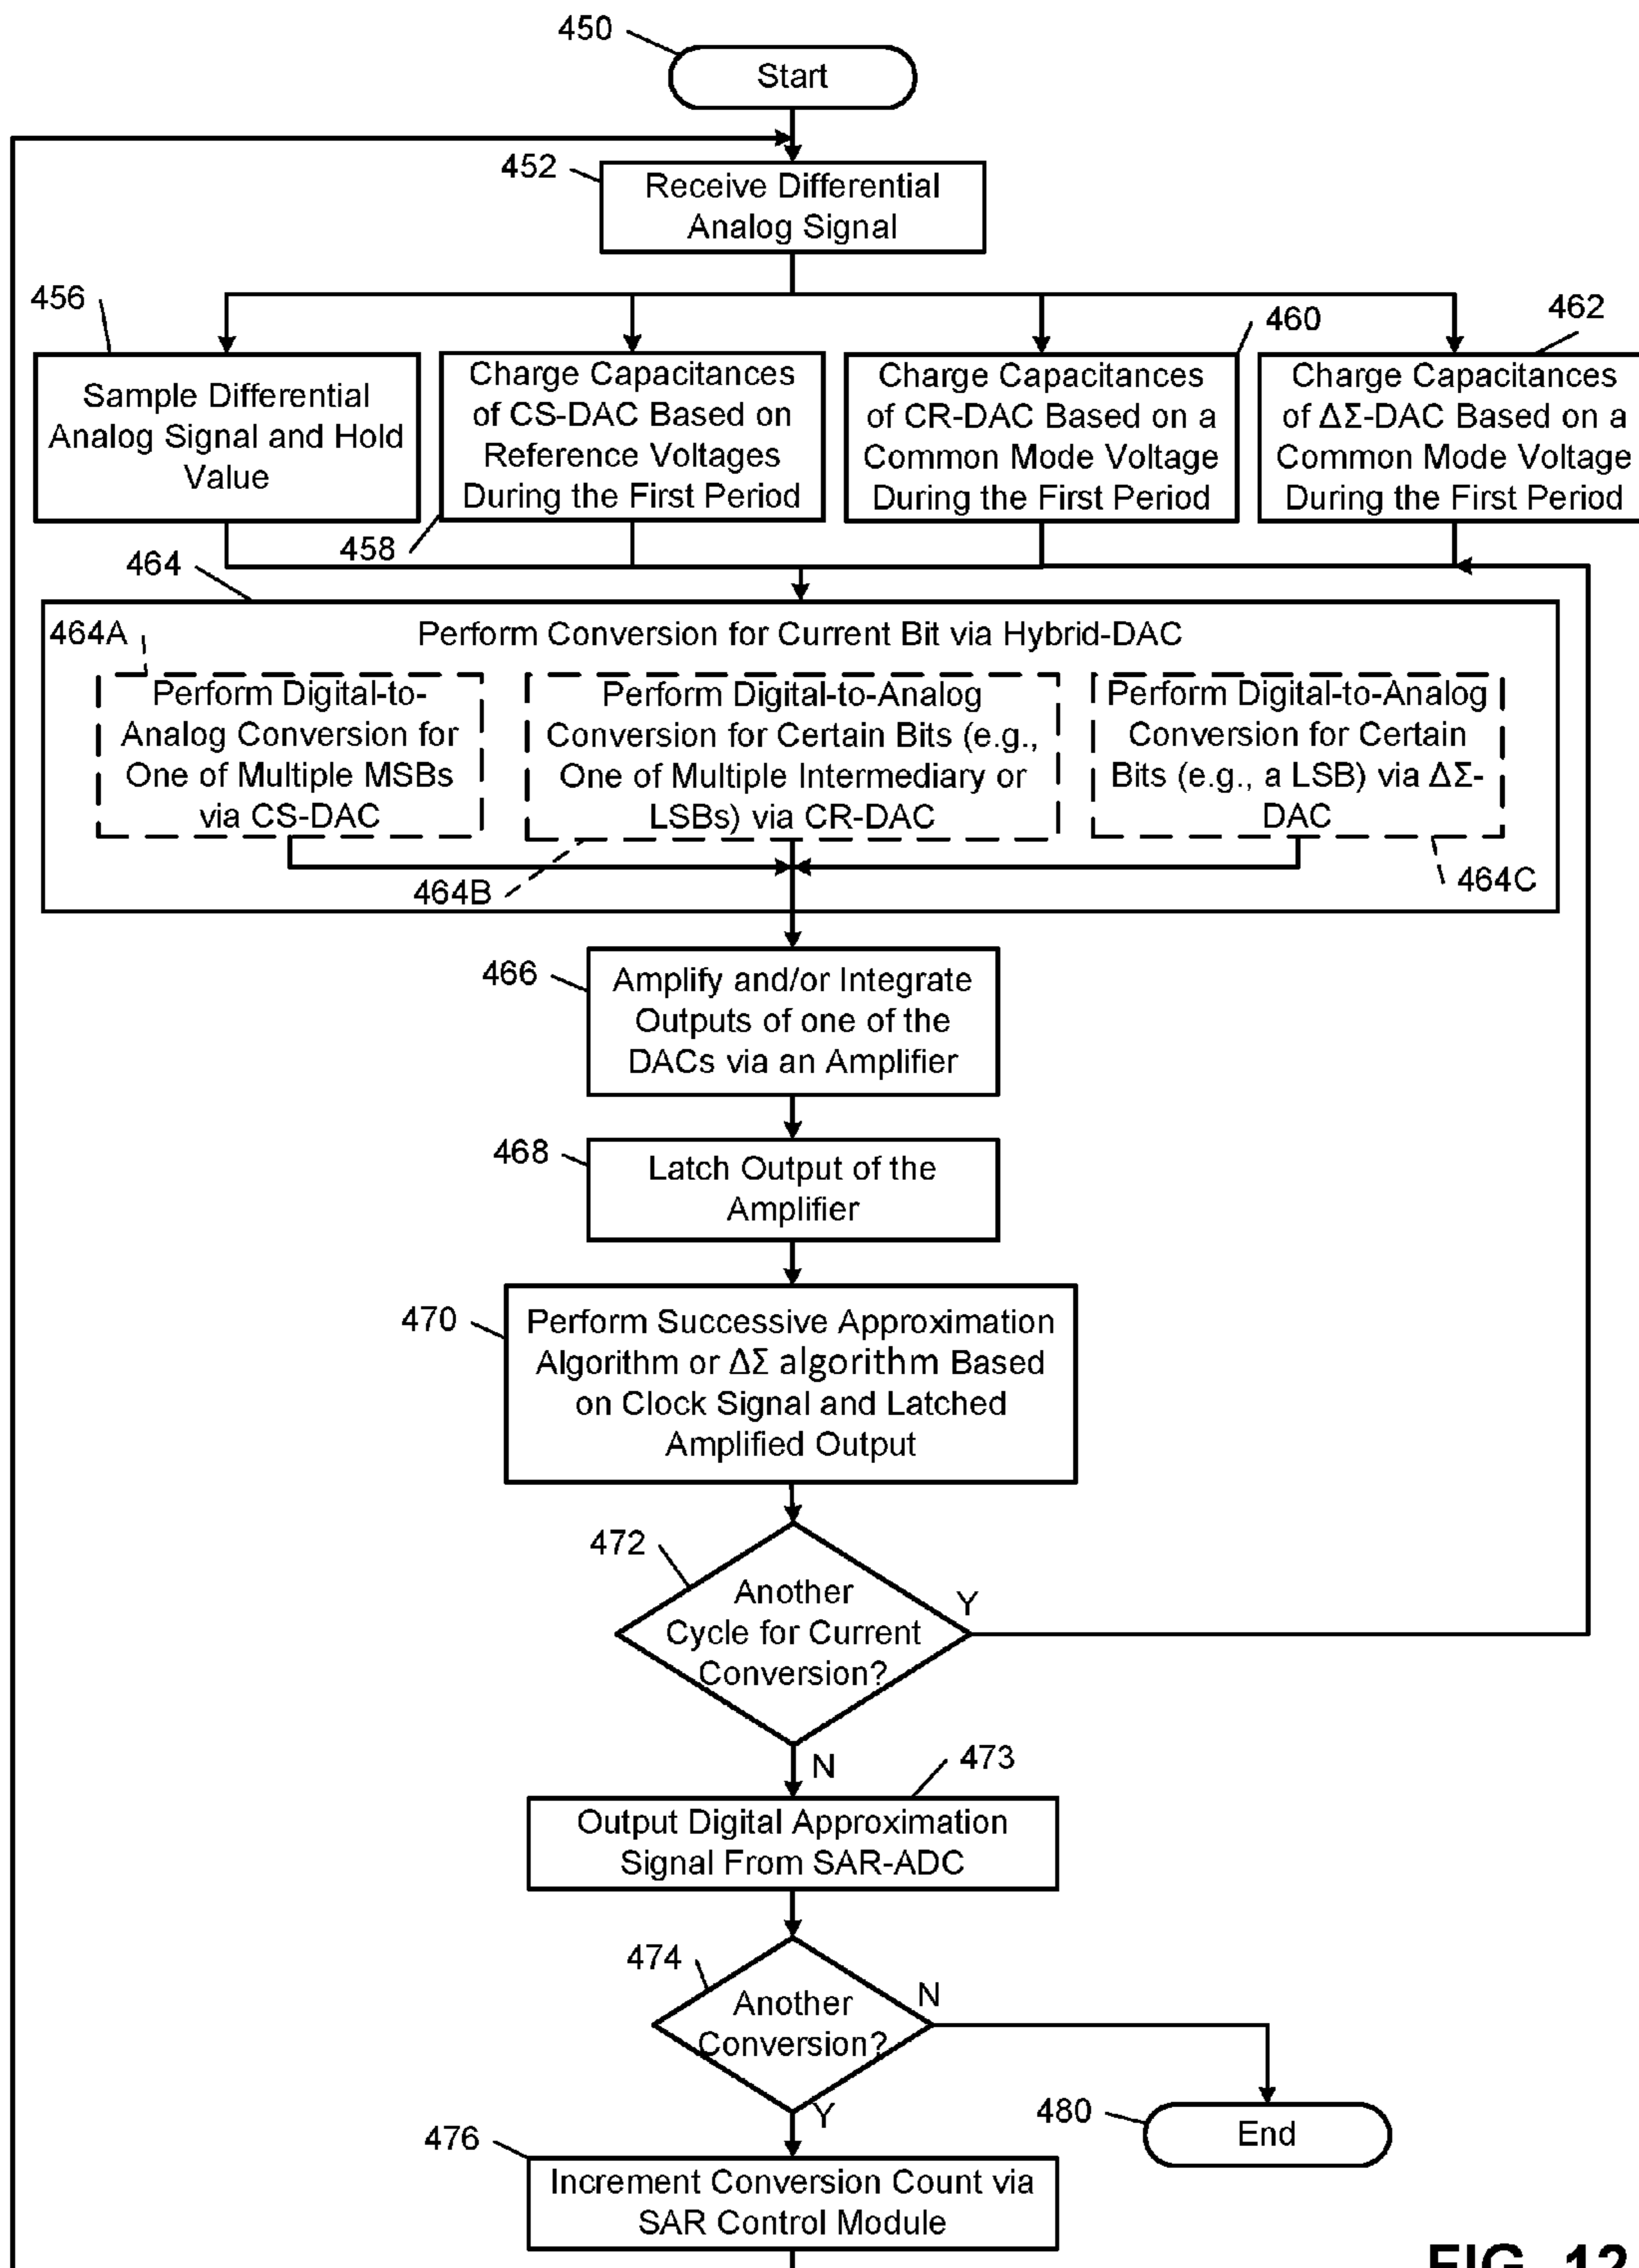 450
Start
452
Receive Differential
Analog Signal
456
460
462
Sample Differential
Analog Signal and Hold
Value
Charge Capacitances
of CS-DAC Based on
Reference Voltages
During the First Period
Charge Capacitances
of CR-DAC Based on a
Common Mode Voltage
During the First Period
Charge Capacitances
of ΔΣ-DAC Based on a
Common Mode Voltage
During the First Period
458
464
464A
Perform Conversion for Current Bit via Hybrid-DAC
Perform Digital-to-
Analog Conversion for
One of Multiple MSBs
via CS-DAC
Perform Digital-to-Analog
Conversion for Certain Bits (e.g.,
One of Multiple Intermediary or
LSBs) via CR-DAC
Perform Digital-to-Analog
Conversion for Certain
Bits (e.g., a LSB) via ΔΣ-
DAC
464B
464C
466
Amplify and/or Integrate
Outputs of one of the
DACs via an Amplifier
468
Latch Output of the
Amplifier
470
Perform Successive Approximation
Algorithm or ΔΣ algorithm Based
on Clock Signal and Latched
Amplified Output
472
Another
Cycle for Current
Conversion?
Y
N
473
Output Digital Approximation
Signal From SAR-ADC
474
Another
Conversion?
N
Y
480
End
476
Increment Conversion Count via
SAR Control Module
FIG. 12